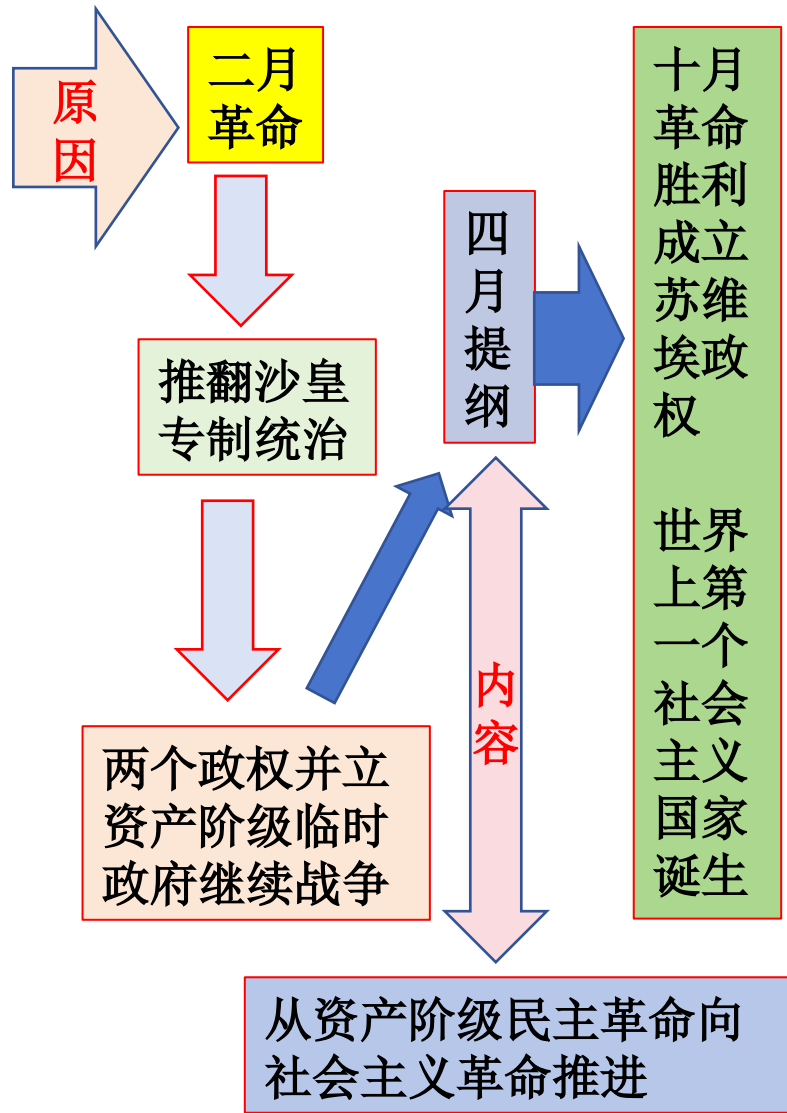 原
因
二月
革命
推翻沙皇
专制统治
两个政权并立
资产阶级临时
政府继续战争
四
月
提
纲
内
容
从资产阶级民主革命向
社会主义革命推进
十月
革命
胜利
成立
苏维
埃政
权
世界
上第
一个
社会
主义
国家
诞生